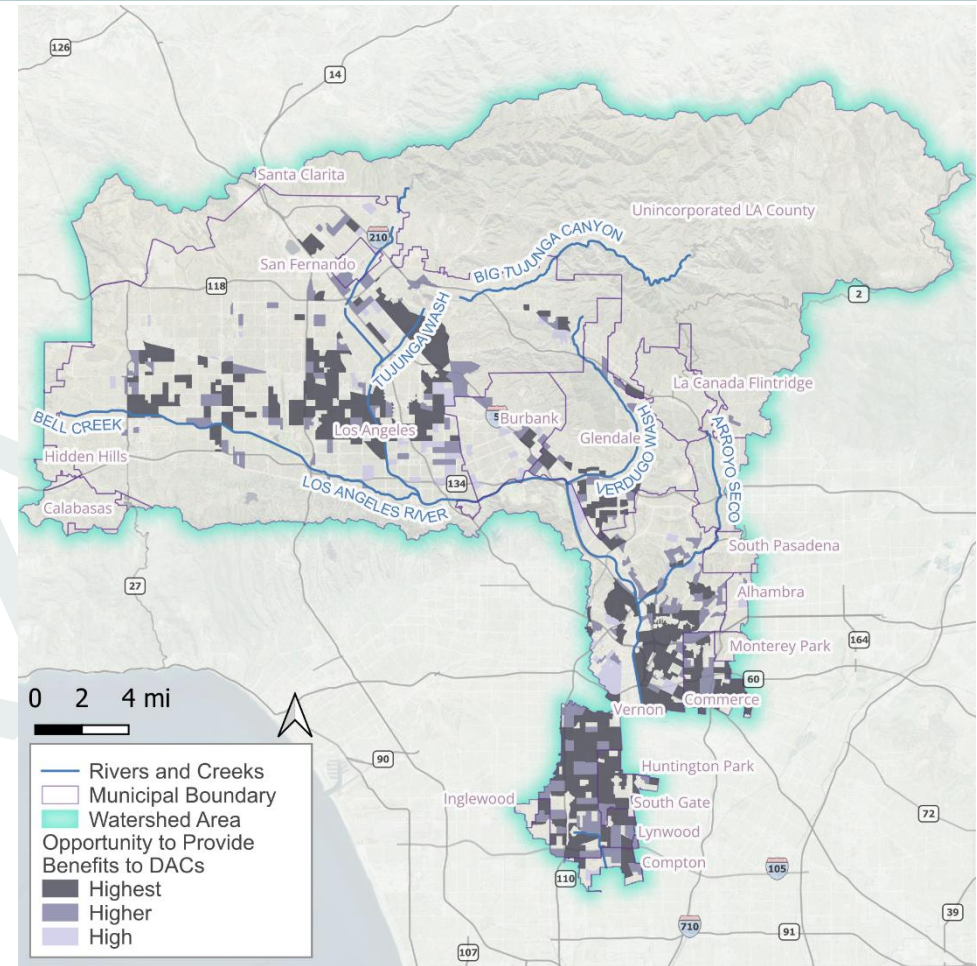 126
14
Santa Clarita
Unincorporated LA County
210
BIG TUJUNGA CANYON
San Fernando
118
2
TUJUNGA WASH
La Canada Flintridge
BELL CREEK
5
Burbank
Los Angeles
Glendale
VERDUGO WASH
ARROYO SECO
Hidden Hills
134
LOS ANGELES RIVER
Calabasas
South Pasadena
27
Alhambra
164
Monterey Park
60
0 2 4 mi
Commerce
Vernon
90
Huntington Park
Inglewood
South Gate
72
Lynwood
Compton
105
110
39
710
91
107
Rivers and Creeks
Municipal Boundary
Watershed Area
Opportunity to Provide
Benefits to DACs
Highest
Higher
High